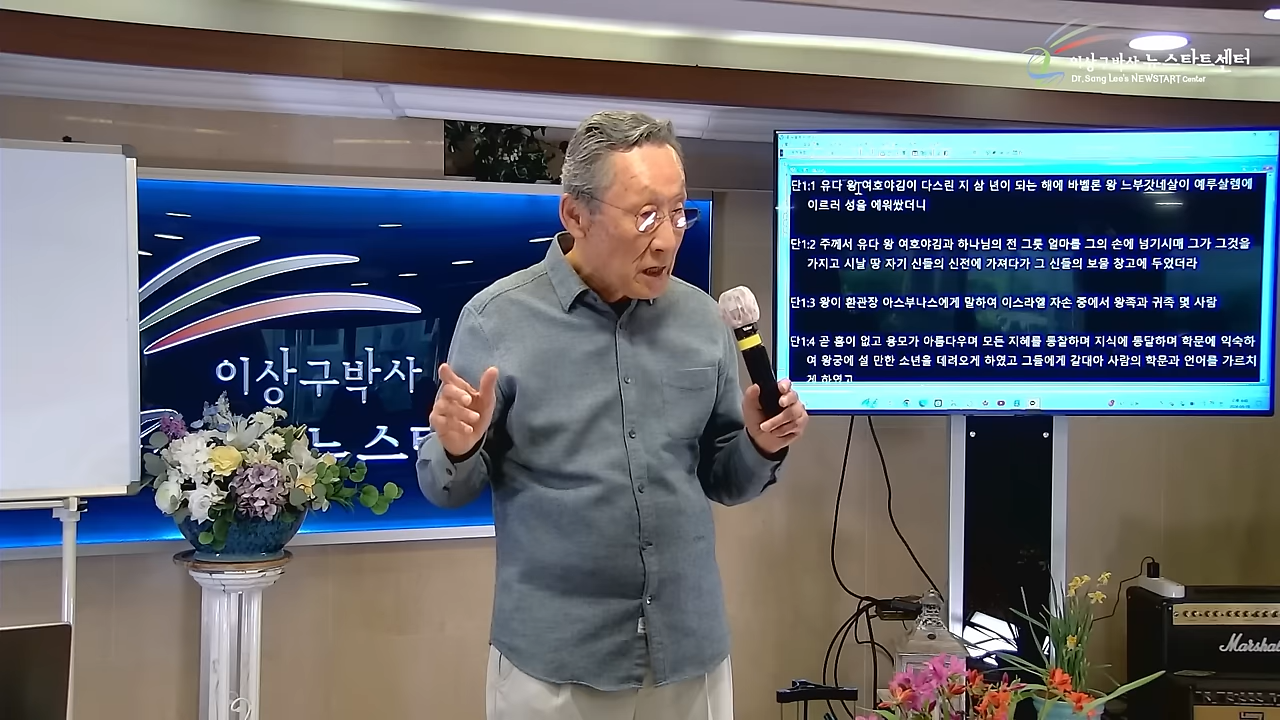 이상구박사 뉴스타트센터
Dr. Sang Lee's NEWSTART Center
단1:1 유다 왕 여호야김이 다스린 지 삼 년이 되는 해에 바벨론 왕 느부갓네살이 예루살렘에
이르러 성을 에워쌌더니
단1:2 주께서 유다 왕 여호야김과 하나님의 전 그릇 얼마를 그의 손에 넘기시매 그가 그것을
가지고 시날 땅 자기 신들의 신전에 가져다가 그 신들의 보물 창고에 두었더라
단1:3 왕이 환관장 아스부나스에게 말하여 이스라엘 자손 중에서 왕족과 귀족 몇 사람
단1:4 곧 흠이 없고 용모가 아름다우며 모든 지혜를 통찰하며 지식에 통달하며 학문에 익숙하
여 왕궁에 설 만한 소년을 데려오게 하였고 그들에게 갈대아 사람의 학문과 언어를 가르치
게 하였고
이상구박사
뉴스타
Marshall